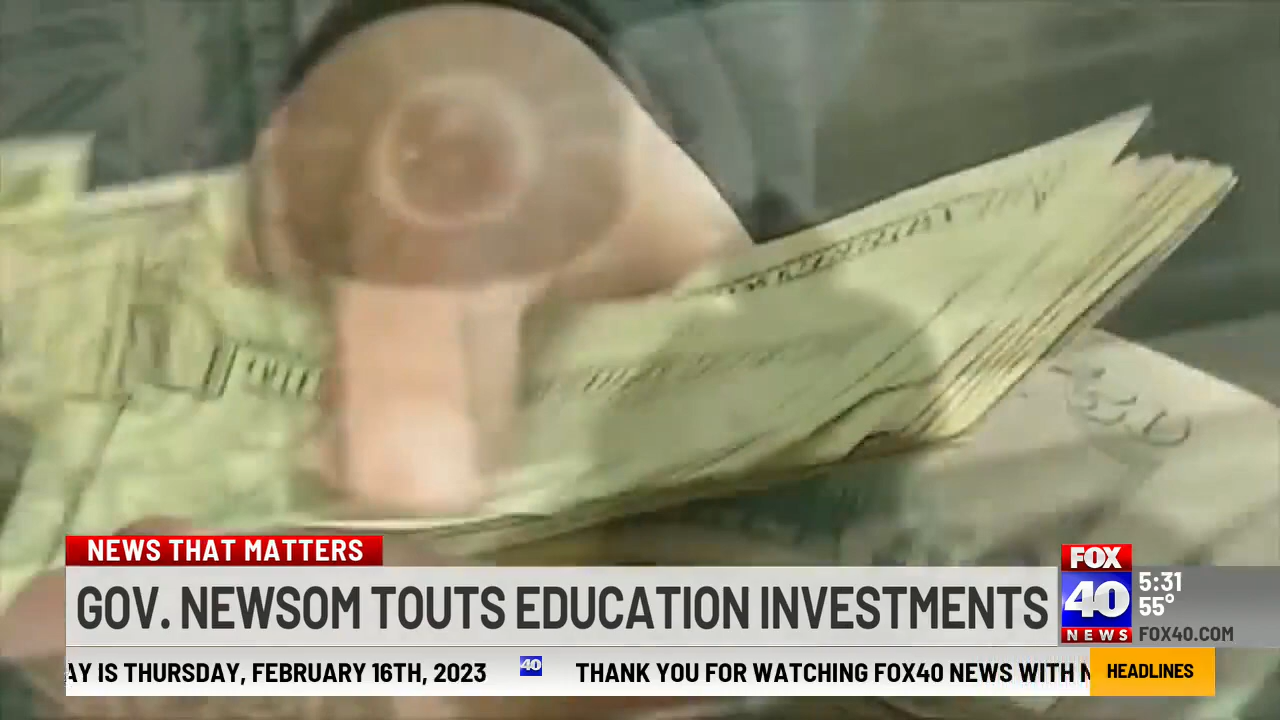 NEWS THAT MATTERS
GOV. NEWSOM TOUTS EDUCATION INVESTMENTS
FOX
40
NEWS
5:31
55°
FOX40.COM
AY IS THURSDAY, FEBRUARY 16TH, 2023
40
THANK YOU FOR WATCHING FOX40 NEWS WITH
HEADLINES